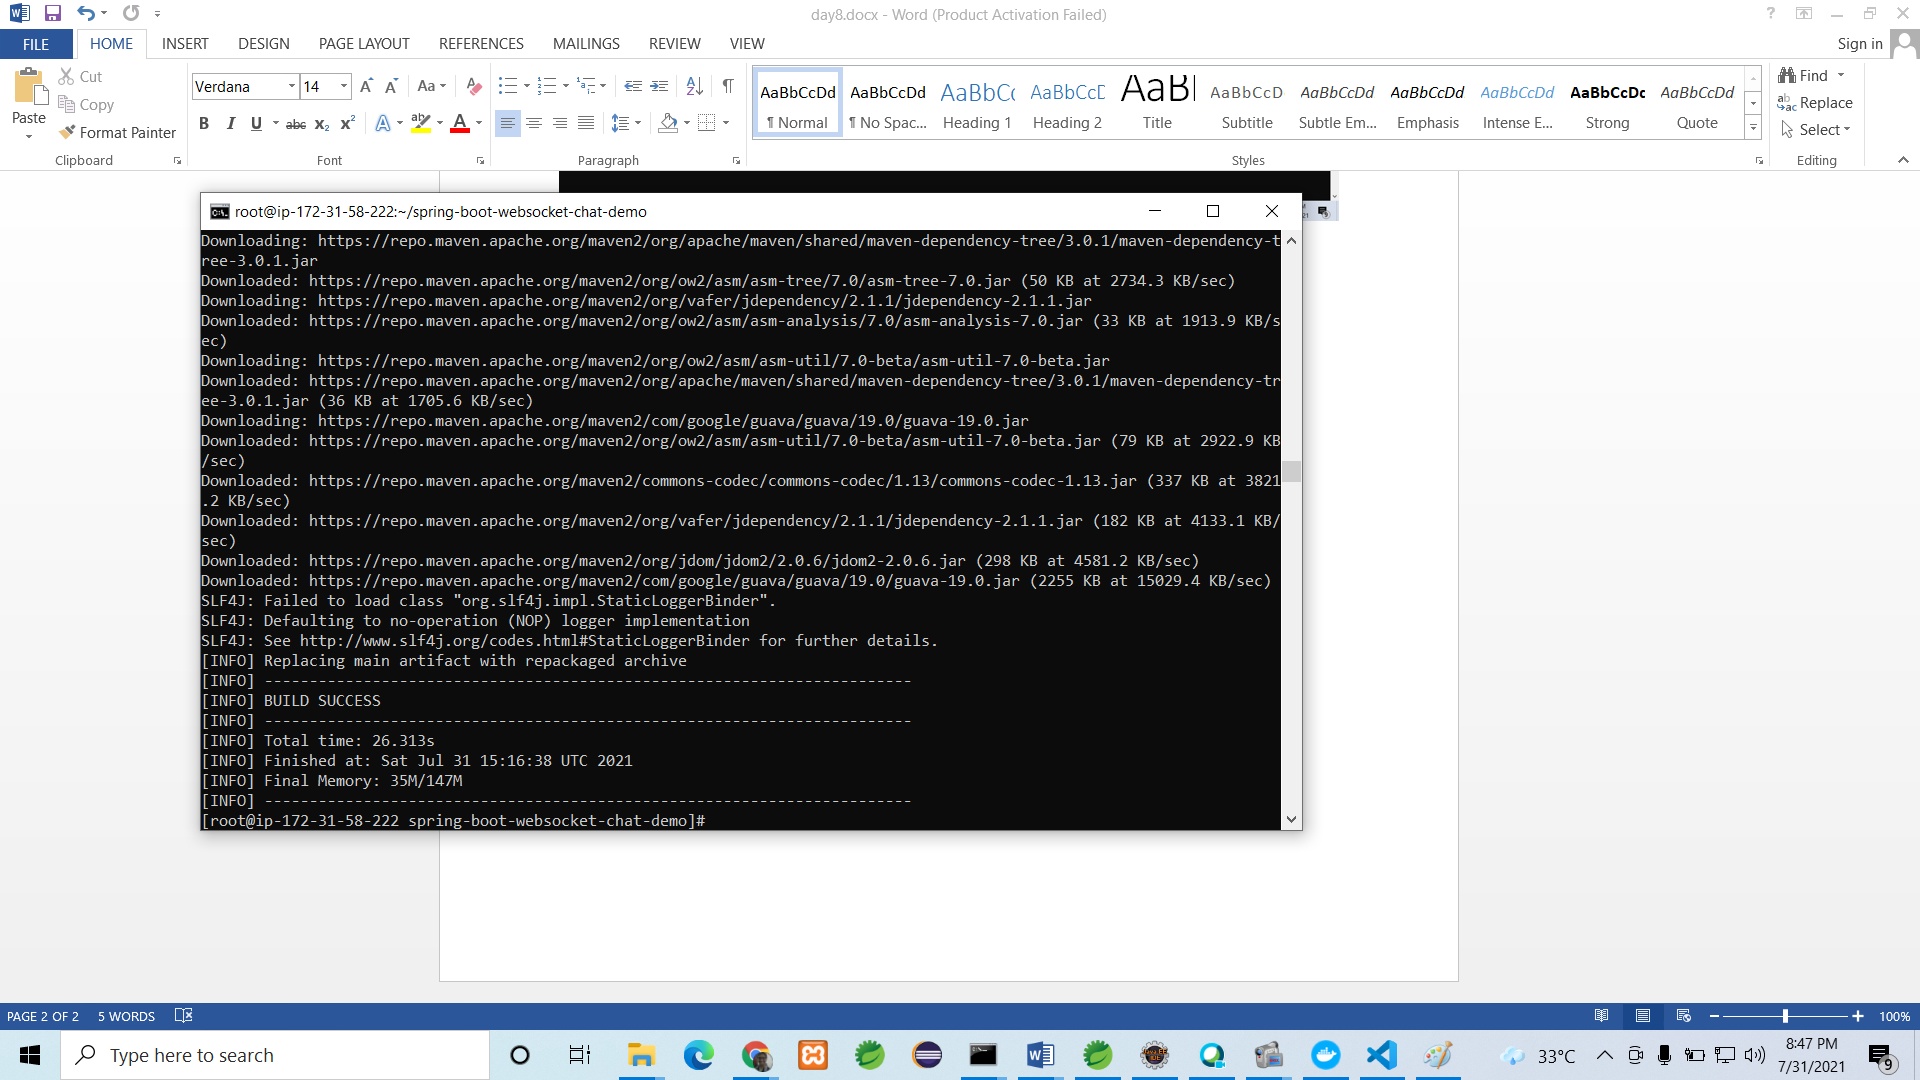 day8.docx - Word (Product Activation Failed)
FILE HOME INSERT DESIGN PAGE LAYOUT REFERENCES MAILINGS REVIEW VIEW Sign in
Paste
Cut
Copy
Format Painter
Clipboard
Verdana 14
Font
Paragraph
AaBbCcDd AaBbCcDd AaBbCc AaBbCcD AaBl AaBbCcD AaBbCcDd AaBbCcDd AaBbCcDd AaBbCcDc AaBbCcDd
¶ Normal ¶ No Spac... Heading 1 Heading 2 Title Subtitle Subtle Em... Emphasis Intense E... Strong Quote
Styles
Find
Replace
Select
Editing
root@ip-172-31-58-222:~/spring-boot-websocket-chat-demo
Downloading: https://repo.maven.apache.org/maven2/org/apache/maven/shared/maven-dependency-tree/3.0.1/maven-dependency-t
ree-3.0.1.jar
Downloaded: https://repo.maven.apache.org/maven2/org/ow2/asm/asm-tree/7.0/asm-tree-7.0.jar (50 KB at 2734.3 KB/sec)
Downloading: https://repo.maven.apache.org/maven2/org/vafer/jdependency/2.1.1/jdependency-2.1.1.jar
Downloaded: https://repo.maven.apache.org/maven2/org/ow2/asm/asm-analysis/7.0/asm-analysis-7.0.jar (33 KB at 1913.9 KB/s
ec)
Downloading: https://repo.maven.apache.org/maven2/org/ow2/asm/asm-util/7.0-beta/asm-util-7.0-beta.jar
Downloaded: https://repo.maven.apache.org/maven2/org/apache/maven/shared/maven-dependency-tree/3.0.1/maven-dependency-tr
ee-3.0.1.jar (36 KB at 1705.6 KB/sec)
Downloading: https://repo.maven.apache.org/maven2/com/google/guava/guava/19.0/guava-19.0.jar
Downloaded: https://repo.maven.apache.org/maven2/org/ow2/asm/asm-util/7.0-beta/asm-util-7.0-beta.jar (79 KB at 2922.9 KB
/sec)
Downloaded: https://repo.maven.apache.org/maven2/commons-codec/commons-codec/1.13/commons-codec-1.13.jar (337 KB at 3821
.2 KB/sec)
Downloaded: https://repo.maven.apache.org/maven2/org/vafer/jdependency/2.1.1/jdependency-2.1.1.jar (182 KB at 4133.1 KB/
sec)
Downloaded: https://repo.maven.apache.org/maven2/org/jdom/jdom2/2.0.6/jdom2-2.0.6.jar (298 KB at 4581.2 KB/sec)
Downloaded: https://repo.maven.apache.org/maven2/com/google/guava/guava/19.0/guava-19.0.jar (2255 KB at 15029.4 KB/sec)
SLF4J: Failed to load class "org.slf4j.impl.StaticLoggerBinder".
SLF4J: Defaulting to no-operation (NOP) logger implementation
SLF4J: See http://www.slf4j.org/codes.html#StaticLoggerBinder for further details.
[INFO] Replacing main artifact with repackaged archive
[INFO] ------------------------------------------------------------------------
[INFO] BUILD SUCCESS
[INFO] ------------------------------------------------------------------------
[INFO] Total time: 26.313s
[INFO] Finished at: Sat Jul 31 15:16:38 UTC 2021
[INFO] Final Memory: 35M/147M
[INFO] ------------------------------------------------------------------------
[root@ip-172-31-58-222 spring-boot-websocket-chat-demo]#
PAGE 2 OF 2 5 WORDS 100%
Type here to search
33°C
8:47 PM
7/31/2021
9